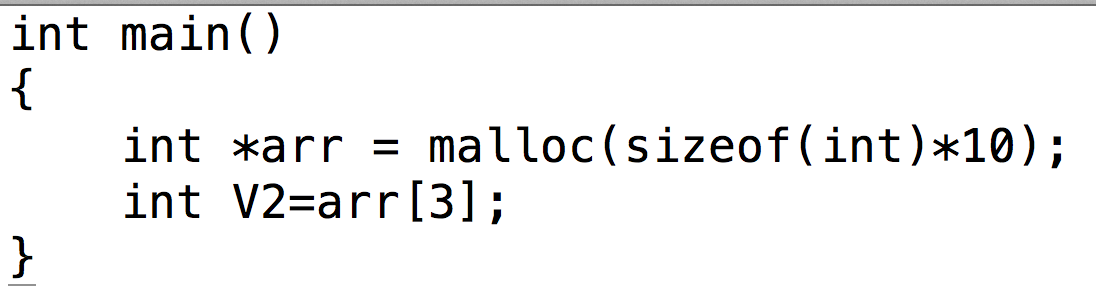 int main()
{
    int *arr = malloc(sizeof(int)*10);
    int V2=arr[3];
}